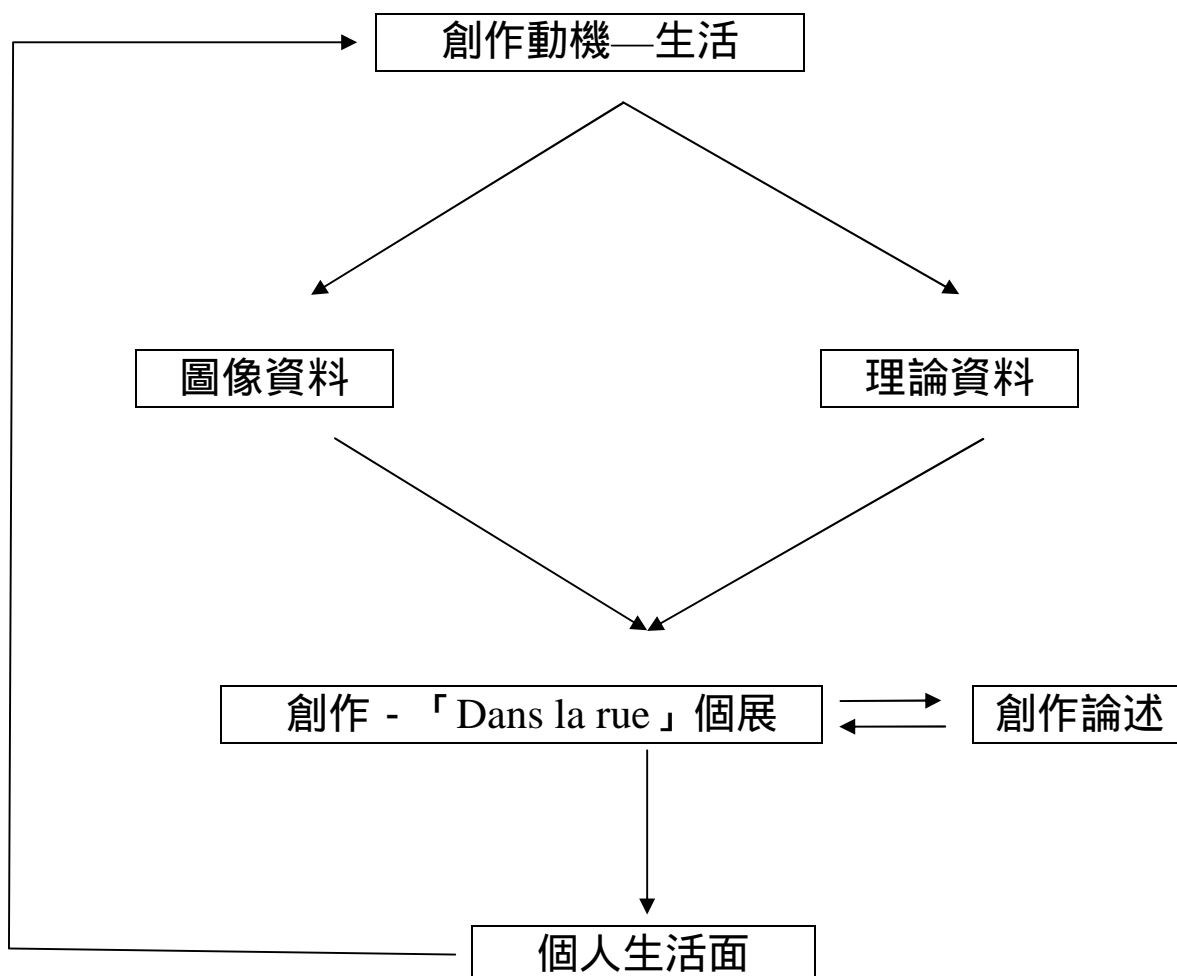 創作動機—生活
圖像資料
理論資料
創作 - 「Dans la rue」個展
創作論述
個人生活面